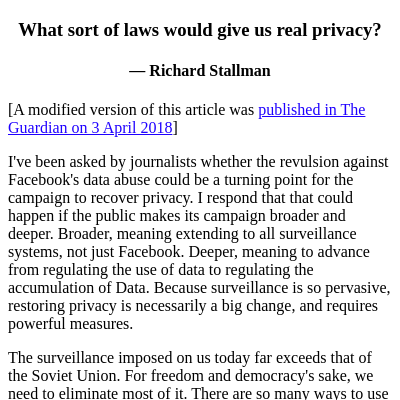 What sort of laws would give us real privacy?
— Richard Stallman
[A modified version of this article was published in The
Guardian on 3 April 2018]
I've been asked by journalists whether the revulsion against
Facebook's data abuse could be a turning point for the
campaign to recover privacy. I respond that that could
happen if the public makes its campaign broader and
deeper. Broader, meaning extending to all surveillance
systems, not just Facebook. Deeper, meaning to advance
from regulating the use of data to regulating the
accumulation of Data. Because surveillance is so pervasive,
restoring privacy is necessarily a big change, and requires
powerful measures.
The surveillance imposed on us today far exceeds that of
the Soviet Union. For freedom and democracy's sake, we
need to eliminate most of it. There are so many ways to use